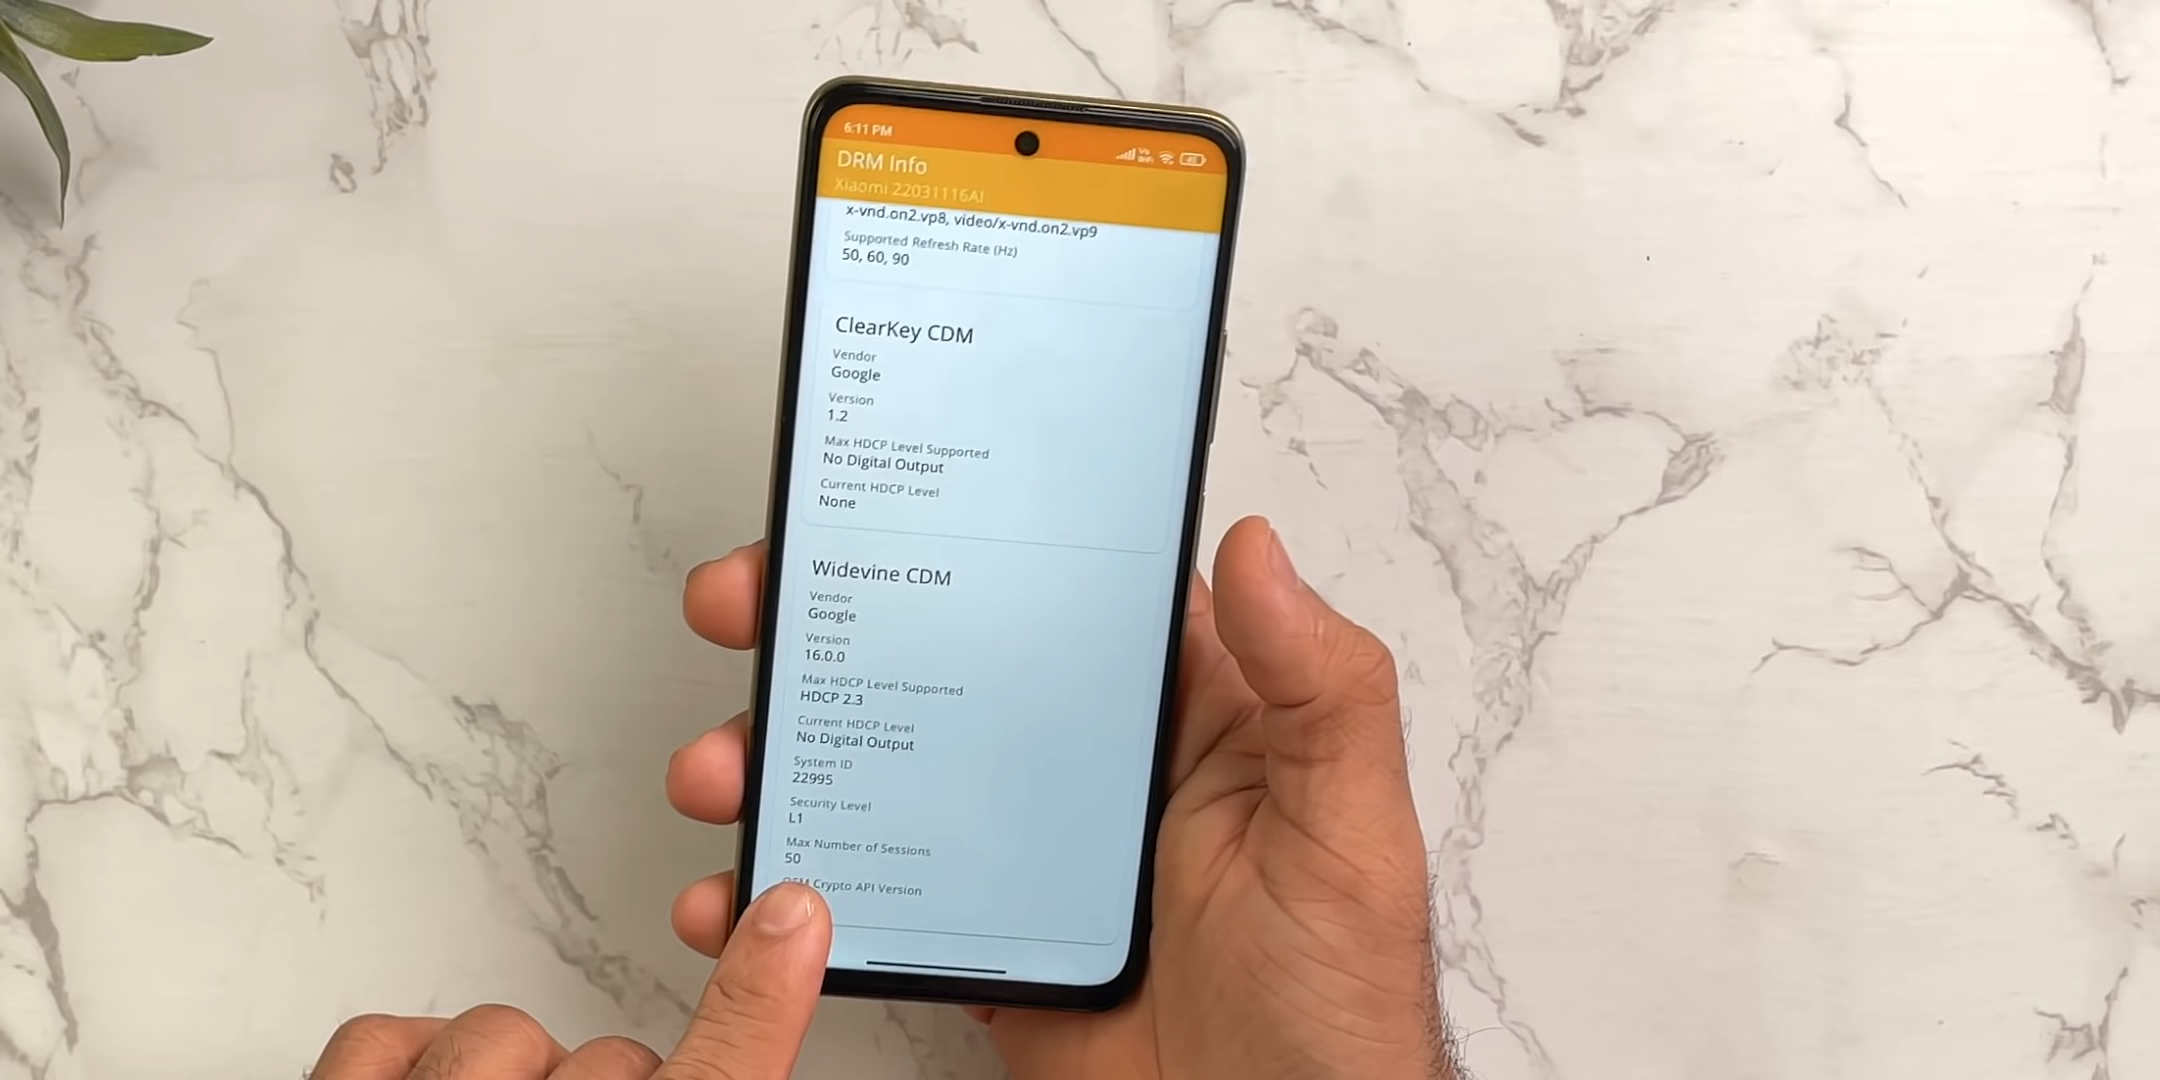 6:11 PM
DRM Info
Xiaomi 22031116AI
x-vnd.on2.vp8, video/x-vnd.on2.vp9
Supported Refresh Rate (Hz)
50, 60, 90
ClearKey CDM
Vendor
Google
Version
1.2
Max HDCP Level Supported
No Digital Output
Current HDCP Level
None
Widevine CDM
Vendor
Google
Version
16.0.0
Max HDCP Level Supported
HDCP 2.3
Current HDCP Level
No Digital Output
System ID
22995
Security Level
L1
Max Number of Sessions
50
Crypto API Version